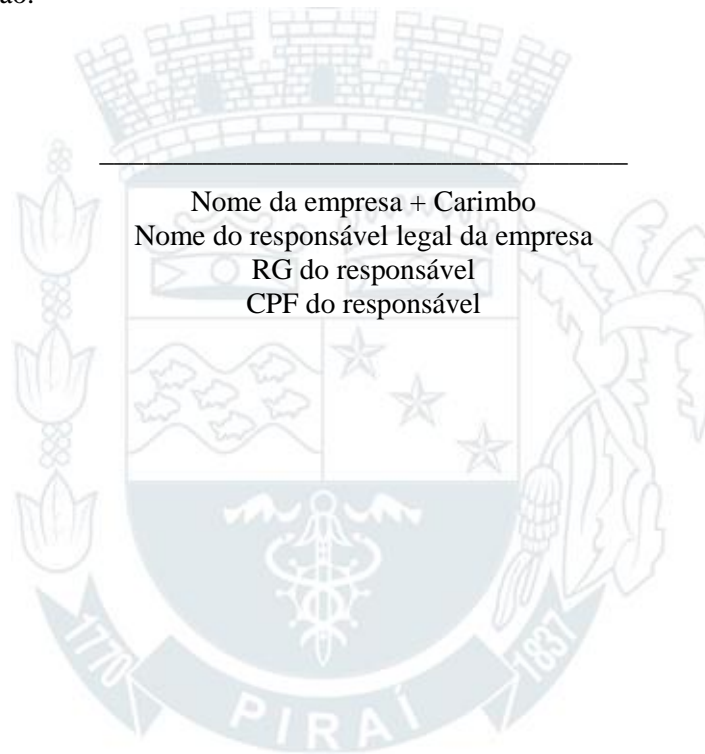 ão.
Nome da empresa + Carimbo
Nome do responsável legal da empresa
RG do responsável
CPF do responsável
1770
PIRAÍ
1837